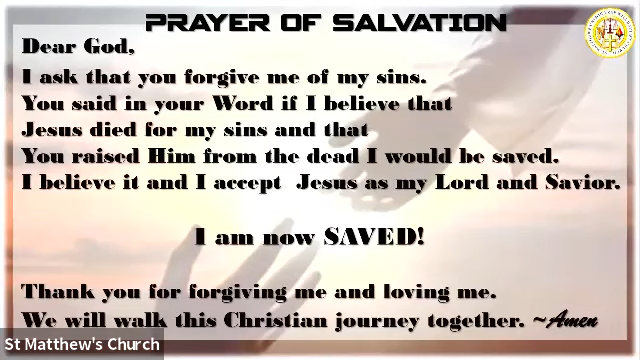 PRAYER OF SALVATION
Dear God,
I ask that you forgive me of my sins.
You said in your Word if I believe that
Jesus died for my sins and that
You raised Him from the dead I would be saved.
I believe it and I accept Jesus as my Lord and Savior.
I am now SAVED!
Thank you for forgiving me and loving me.
We will walk this Christian journey together. ~Amen
St Matthew's Church